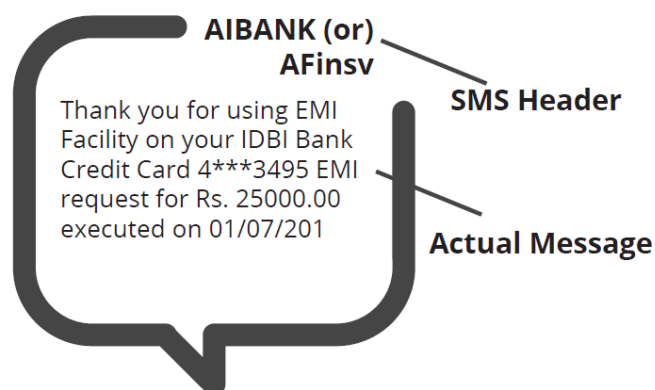 AIBANK (or)
AFinsv
SMS Header
Thank you for using EMI
Facility on your IDBI Bank
Credit Card 4***3495 EMI
request for Rs. 25000.00
executed on 01/07/201
Actual Message